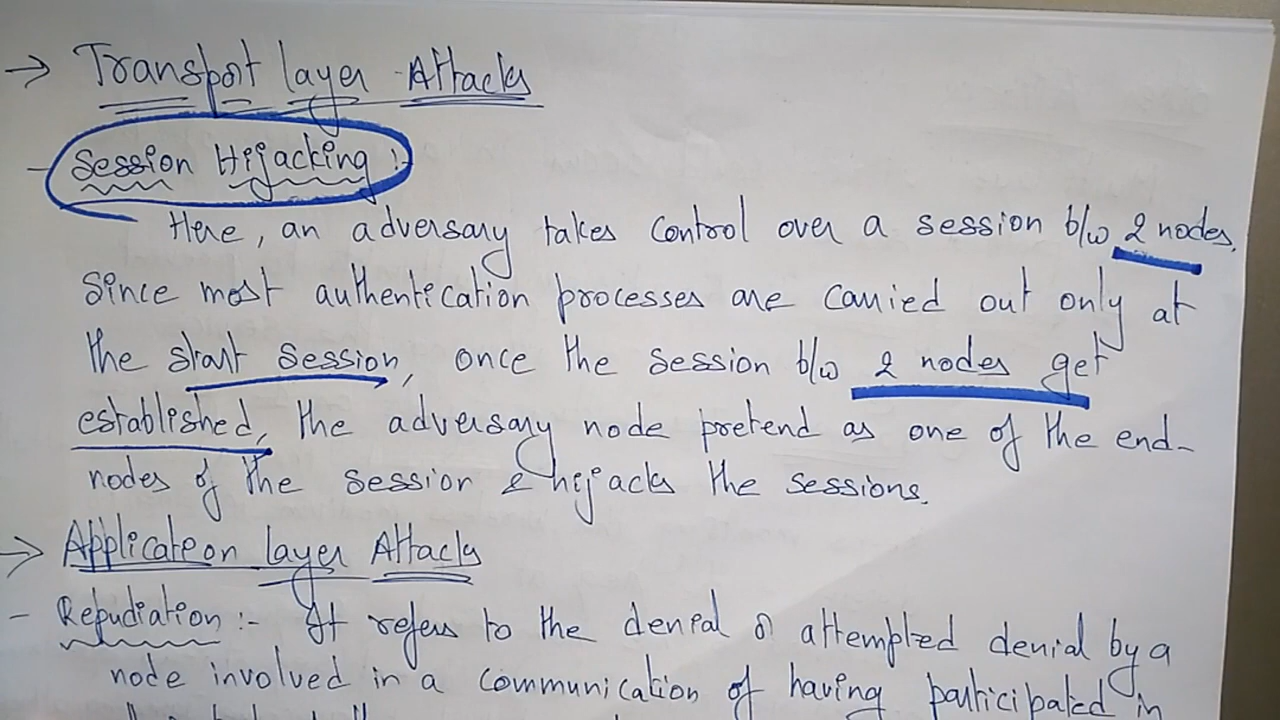 → Transport layer Attacks
- Session Hijacking :-
Here, an adversary takes control over a session b/w 2 nodes.
Since most authentication processes are carried out only at
the start session, once the session b/w 2 nodes get
established, the adversary node pretend as one of the end-
nodes of the session & hijacks the sessions.
→ Application layer Attacks
- Repudiation :- It refers to the denial or attempted denial by a
node involved in a communication of having participated in